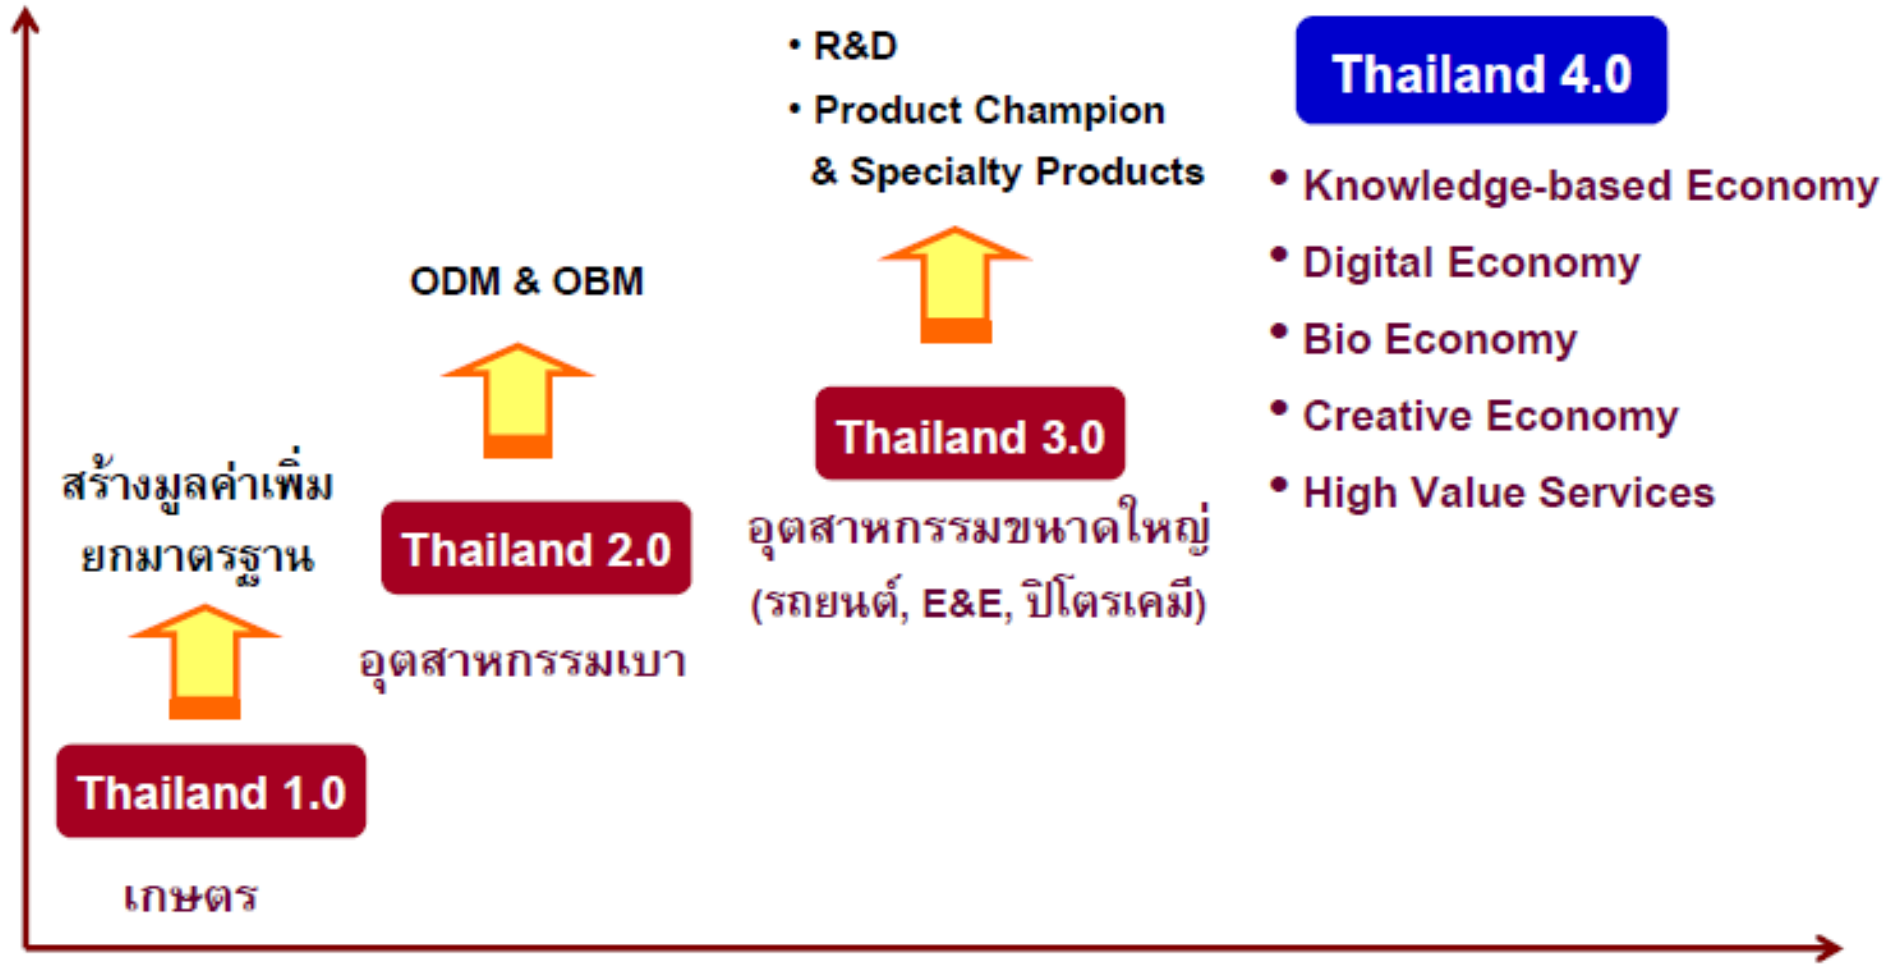 สร้างมูลค่าเพิ่ม
ยกมาตรฐาน
Thailand 1.0
เกษตร
ODM & OBM
Thailand 2.0
อุตสาหกรรมเบา
• R&D
• Product Champion
& Specialty Products
Thailand 3.0
อุตสาหกรรมขนาดใหญ่
(รถยนต์, E&E, ปิโตรเคมี)
Thailand 4.0
• Knowledge-based Economy
• Digital Economy
• Bio Economy
• Creative Economy
• High Value Services